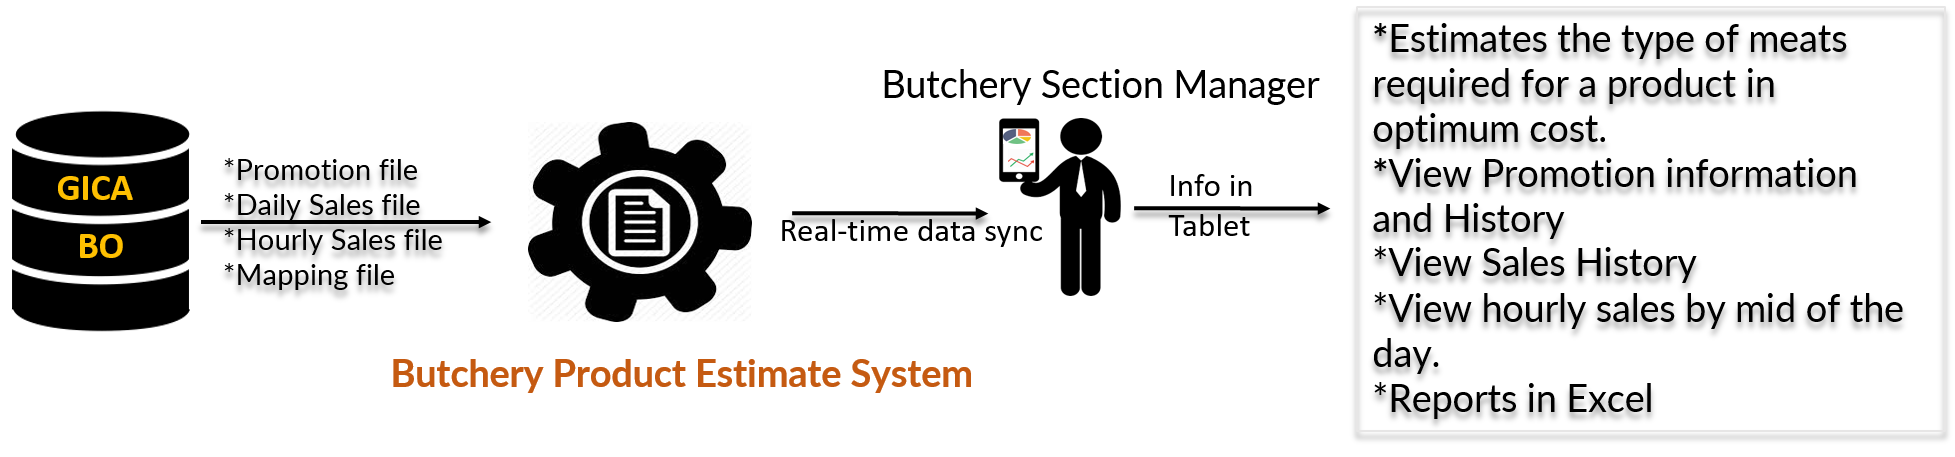 GICA
BO
*Promotion file
*Daily Sales file
*Hourly Sales file
*Mapping file
Butchery Product Estimate System
Real-time data sync
Butchery Section Manager
Info in
Tablet
*Estimates the type of meats
required for a product in
optimum cost.
*View Promotion information
and History
*View Sales History
*View hourly sales by mid of the
day.
*Reports in Excel